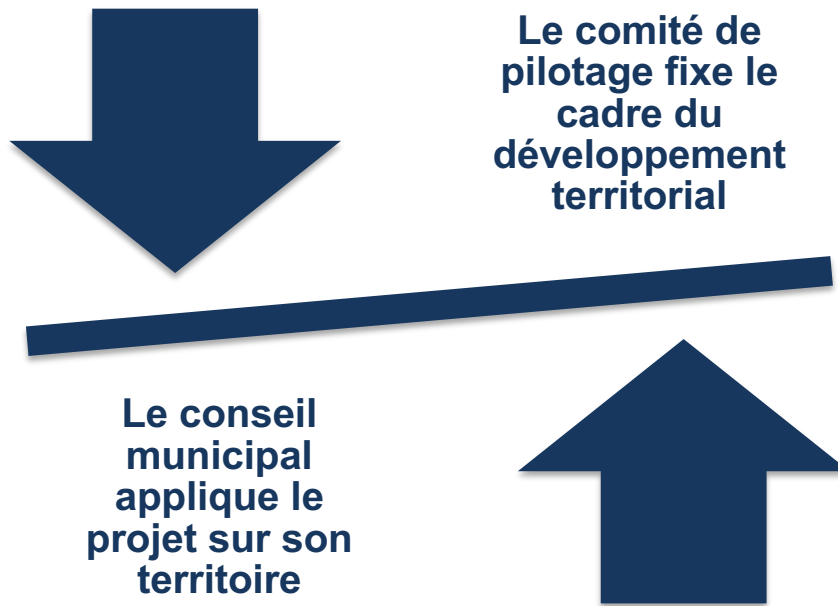 Le comité de
pilotage fixe le
cadre du
développement
territorial
Le conseil
municipal
applique le
projet sur son
territoire